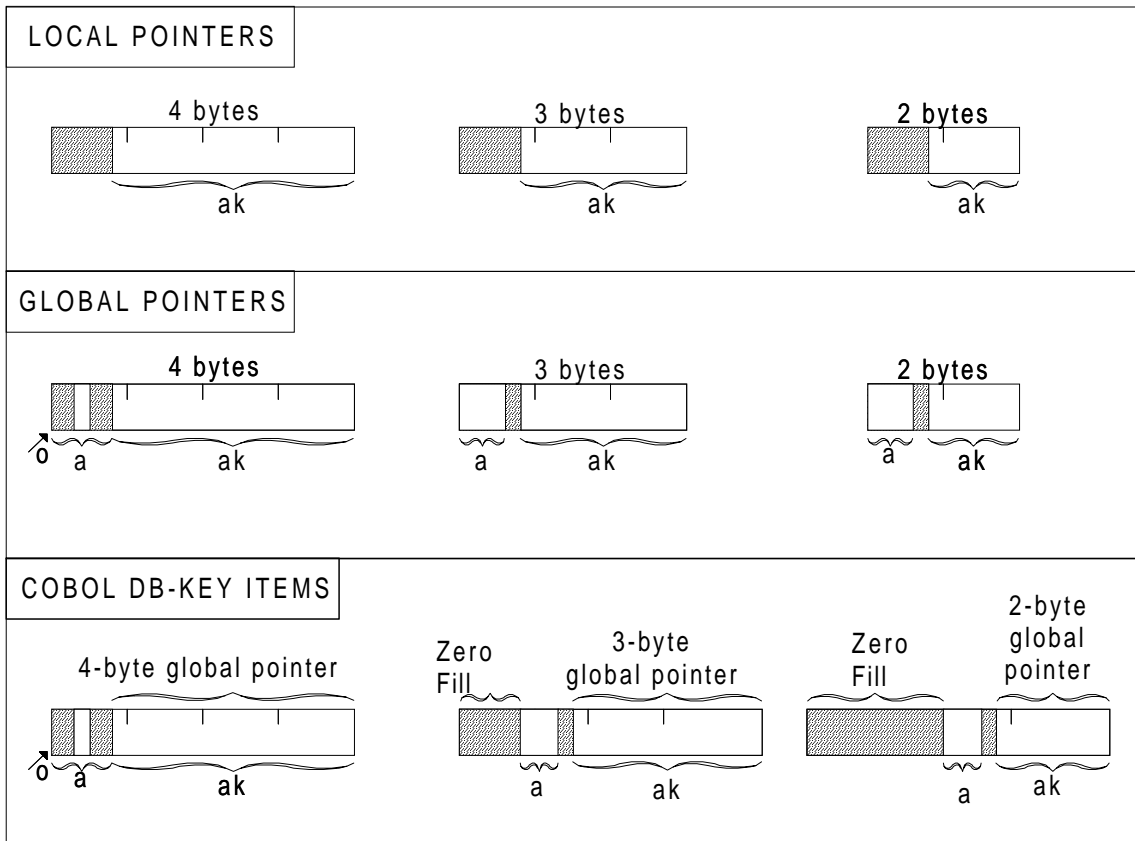 LOCAL POINTERS
4 bytes
3 bytes
2 bytes
ak
ak
ak
GLOBAL POINTERS
4 bytes
3 bytes
2 bytes
o
a
ak
a
ak
a
ak
COBOL DB-KEY ITEMS
4-byte global pointer
Zero
Fill
3-byte
global pointer
Zero
Fill
2-byte
global
pointer
o
a
ak
a
ak
a
ak